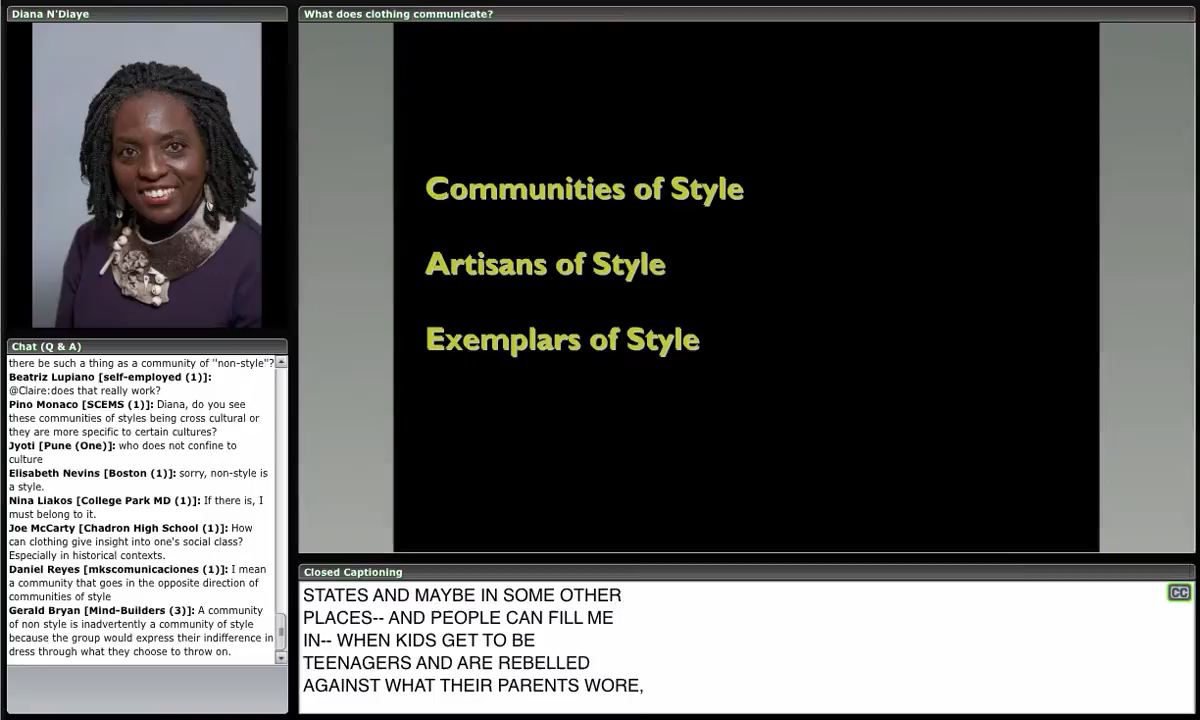 Diana N'Diaye
What does clothing communicate?
Communities of Style
Artisans of Style
Exemplars of Style
Chat (Q & A)
there be such a thing as a community of "non-style"?
Beatriz Lupiano [self-employed (1)]:
@Claire:does that really work?
Pino Monaco [SCEMS (1)]: Diana, do you see
these communities of styles being cross cultural or
they are more specific to certain cultures?
Jyoti [Pune (One)]: who does not confine to
culture
Elisabeth Nevins [Boston (1)]: sorry, non-style is
a style.
Nina Liakos [College Park MD (1)]: If there is, I
must belong to it.
Joe McCarty [Chadron High School (1)]: How
can clothing give insight into one's social class?
Especially in historical contexts.
Daniel Reyes [mkscomunicaciones (1)]: I mean
a community that goes in the opposite direction of
communities of style
Gerald Bryan [Mind-Builders (3)]: A community
of non style is inadvertently a community of style
because the group would express their indifference in
dress through what they choose to throw on.
Closed Captioning
STATES AND MAYBE IN SOME OTHER
PLACES-- AND PEOPLE CAN FILL ME
IN-- WHEN KIDS GET TO BE
TEENAGERS AND ARE REBELLED
AGAINST WHAT THEIR PARENTS WORE,
CC